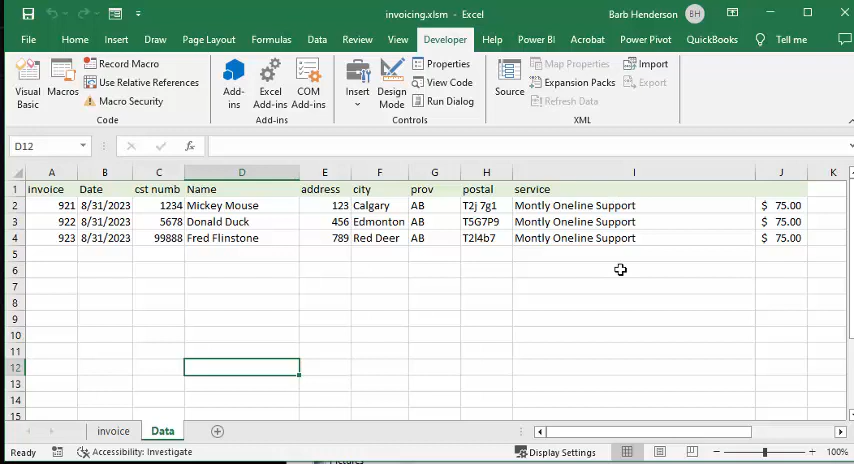 invoicing.xlsm - Excel
Barb Henderson BH
File Home Insert Draw Page Layout Formulas Data Review View Developer Help Power BI Acrobat Power Pivot QuickBooks Tell me
Visual Basic
Macros
Record Macro
Use Relative References
Macro Security
Code
Add-ins
Excel Add-ins
COM Add-ins
Add-ins
Insert
Design Mode
Properties
View Code
Run Dialog
Controls
Source
Map Properties
Expansion Packs
Refresh Data
Import
Export
XML
D12 fx
A B C D E F G H I J K
1 invoice Date cst numb Name address city prov postal service
2 921 8/31/2023 1234 Mickey Mouse 123 Calgary AB T2j 7g1 Montly Oneline Support $ 75.00
3 922 8/31/2023 5678 Donald Duck 456 Edmonton AB T5G7P9 Montly Oneline Support $ 75.00
4 923 8/31/2023 99888 Fred Flinstone 789 Red Deer AB T2l4b7 Montly Oneline Support $ 75.00
5
6
7
8
9
10
11
12
13
14
15
invoice Data
Ready Accessibility: Investigate Display Settings 100%